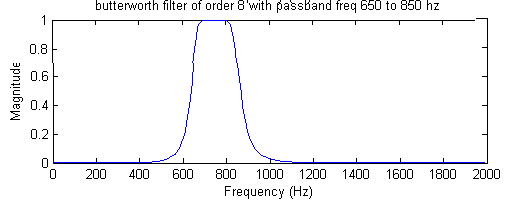 butterworth filter of order 8 with passband freq 650 to 850 hz
1
0.8
0.6
0.4
0.2
0
Magnitude
0 200 400 600 800 1000 1200 1400 1600 1800 2000
Frequency (Hz)